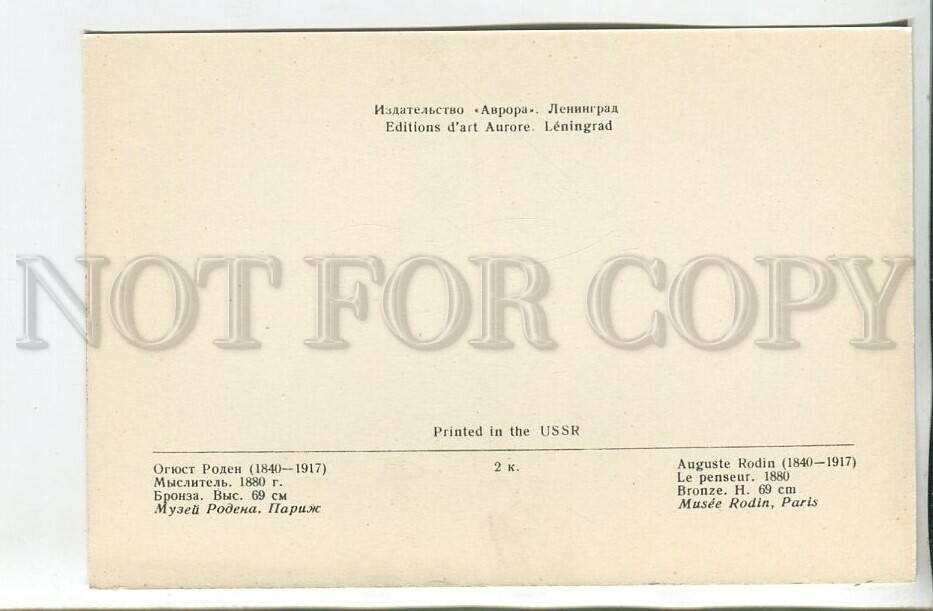 Издательство «Аврора». Ленинград
Editions d'art Aurore. Léningrad
NOT FOR COPY
Printed in the USSR
Огюст Роден (1840—1917)
Мыслитель. 1880 г.
Бронза. Выс. 69 см
Музей Родена. Париж
2 к.
Auguste Rodin (1840—1917)
Le penseur. 1880
Bronze. H. 69 cm
Musée Rodin, Paris